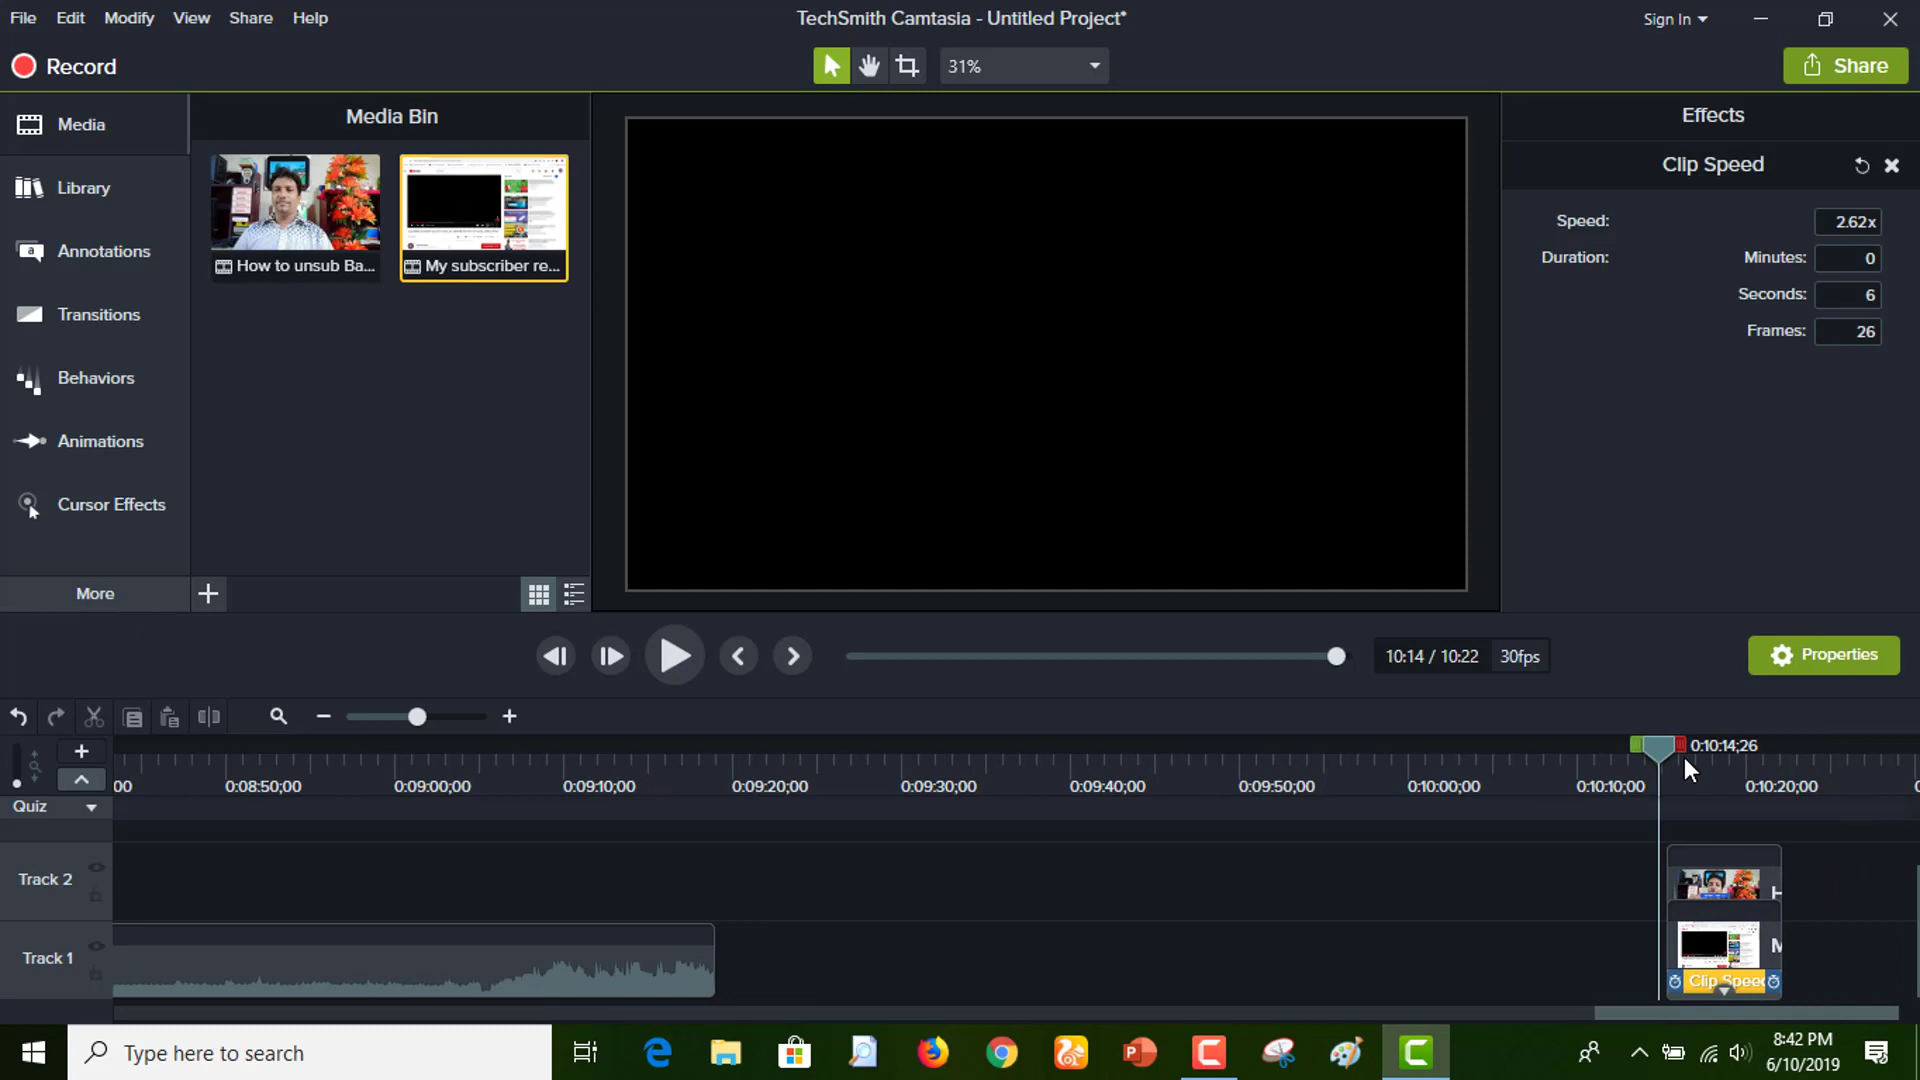 File Edit Modify View Share Help
TechSmith Camtasia - Untitled Project*
Sign In
Record
31%
Share
Media
Library
Annotations
Transitions
Behaviors
Animations
Cursor Effects
More
Media Bin
How to unsub Ba...
My subscriber re...
Effects
Clip Speed
Speed: 2.62x
Duration: Minutes: 0
Seconds: 6
Frames: 26
10:14 / 10:22 30fps
Properties
0:10:14;26
00 0:08:50;00 0:09:00;00 0:09:10;00 0:09:20;00 0:09:30;00 0:09:40;00 0:09:50;00 0:10:00;00 0:10:10;00 0:10:20;00
Quiz
Track 2
Track 1
Clip Speed
Type here to search
8:42 PM
6/10/2019